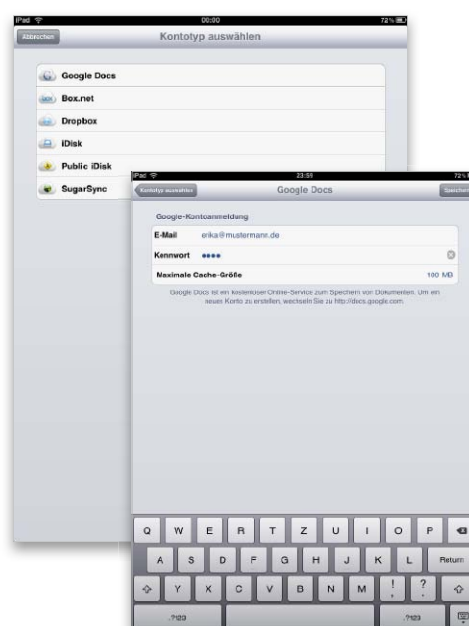 iPad 00:00 72 %
Abbrechen Kontotyp auswählen
Google Docs
Box.net
Dropbox
iDisk
Public iDisk
SugarSync
iPad 23:59 72 %
Kontotyp auswählen Google Docs Speichern
Google-Kontoanmeldung
E-Mail erika@mustermann.de
Kennwort ••••
Maximale Cache-Größe 100 MB
Google Docs ist ein kostenloser Online-Service zum Speichern von Dokumenten. Um ein
neues Konto zu erstellen, wechseln Sie zu http://docs.google.com.
Q W E R T Z U I O P
A S D F G H J K L Return
Y X C V B N M ! , ? .
.?123 .?123